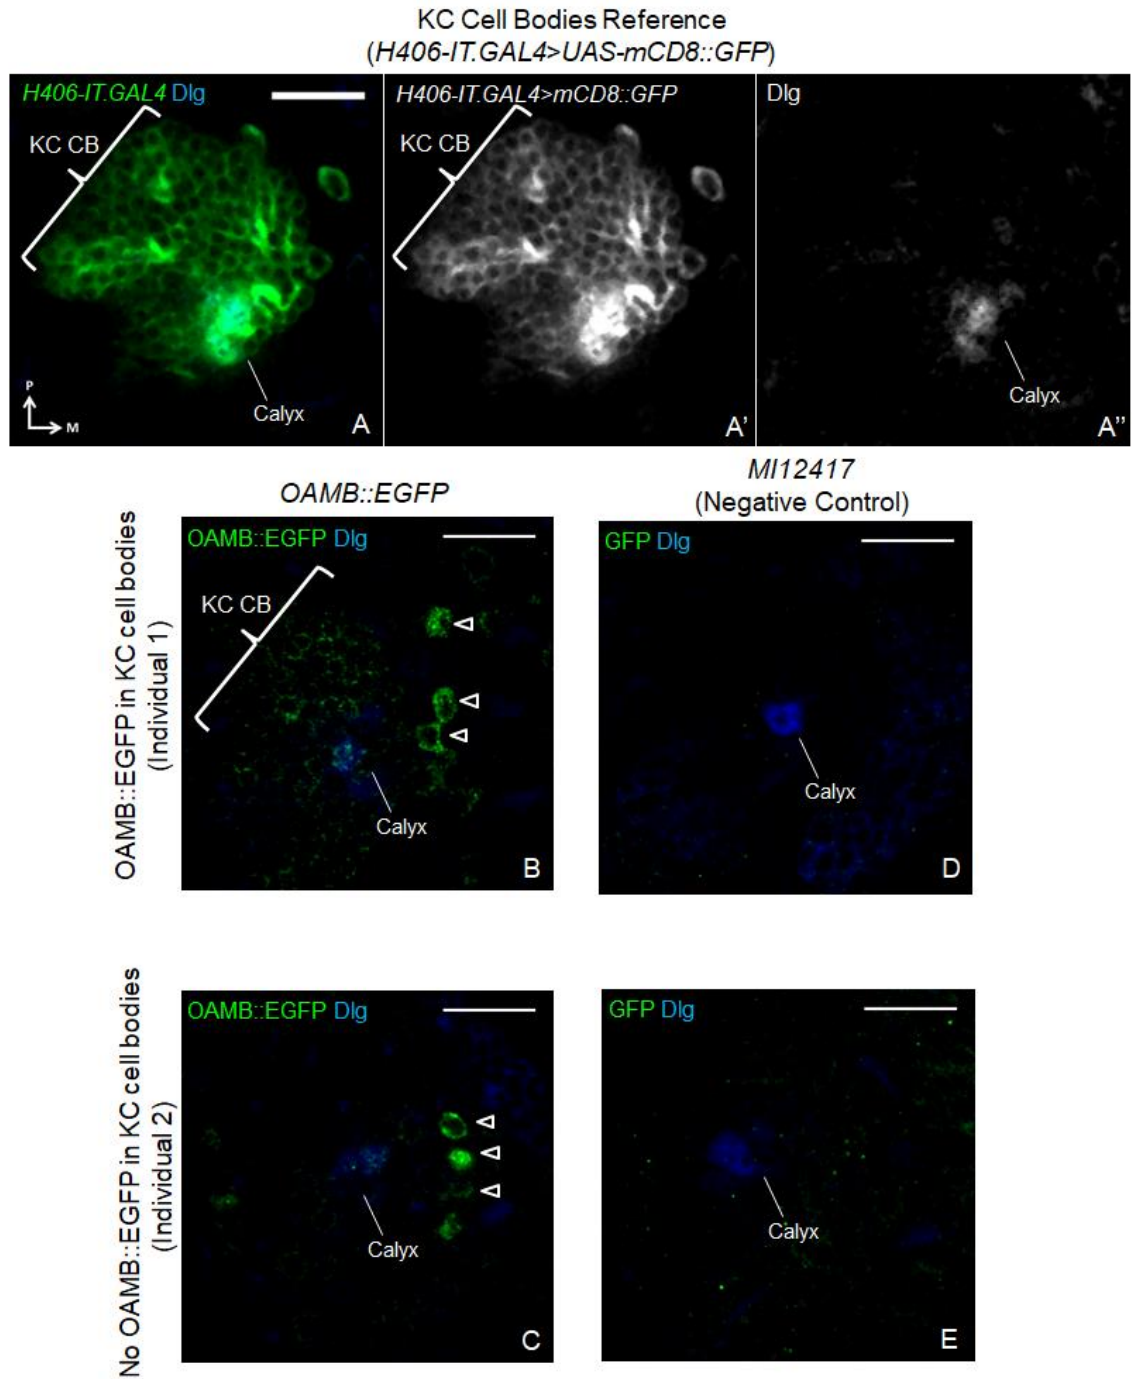 KC Cell Bodies Reference
(H406-IT.GAL4>UAS-mCD8::GFP)
H406-IT.GAL4 Dlg
KC CB
P
M
Calyx
A
H406-IT.GAL4>mCD8::GFP
KC CB
A'
Dlg
Calyx
A''
OAMB::EGFP
MI12417
(Negative Control)
OAMB::EGFP in KC cell bodies
(Individual 1)
OAMB::EGFP Dlg
KC CB
Calyx
B
GFP Dlg
Calyx
D
No OAMB::EGFP in KC cell bodies
(Individual 2)
OAMB::EGFP Dlg
Calyx
C
GFP Dlg
Calyx
E